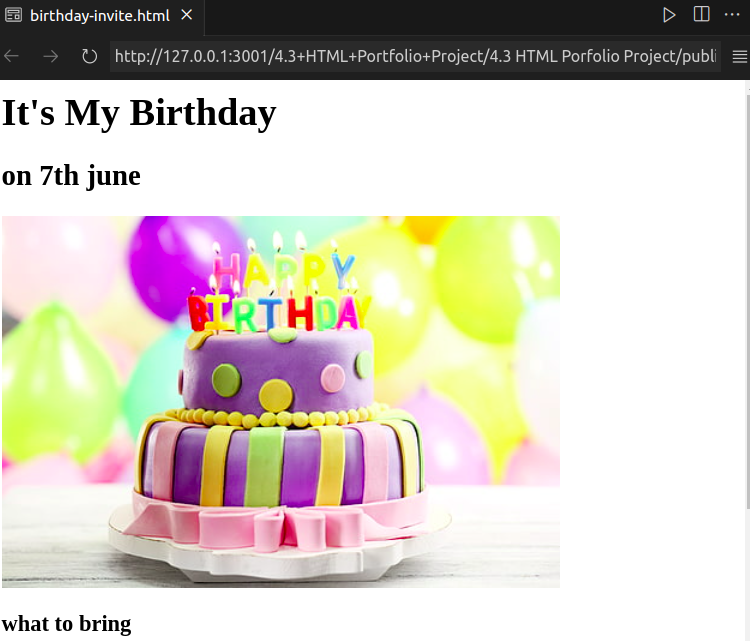 birthday-invite.html
http://127.0.0.1:3001/4.3+HTML+Portfolio+Project/4.3 HTML Porfolio Project/publi
It's My Birthday
on 7th june
HAPPY
BIRTHDAY
what to bring